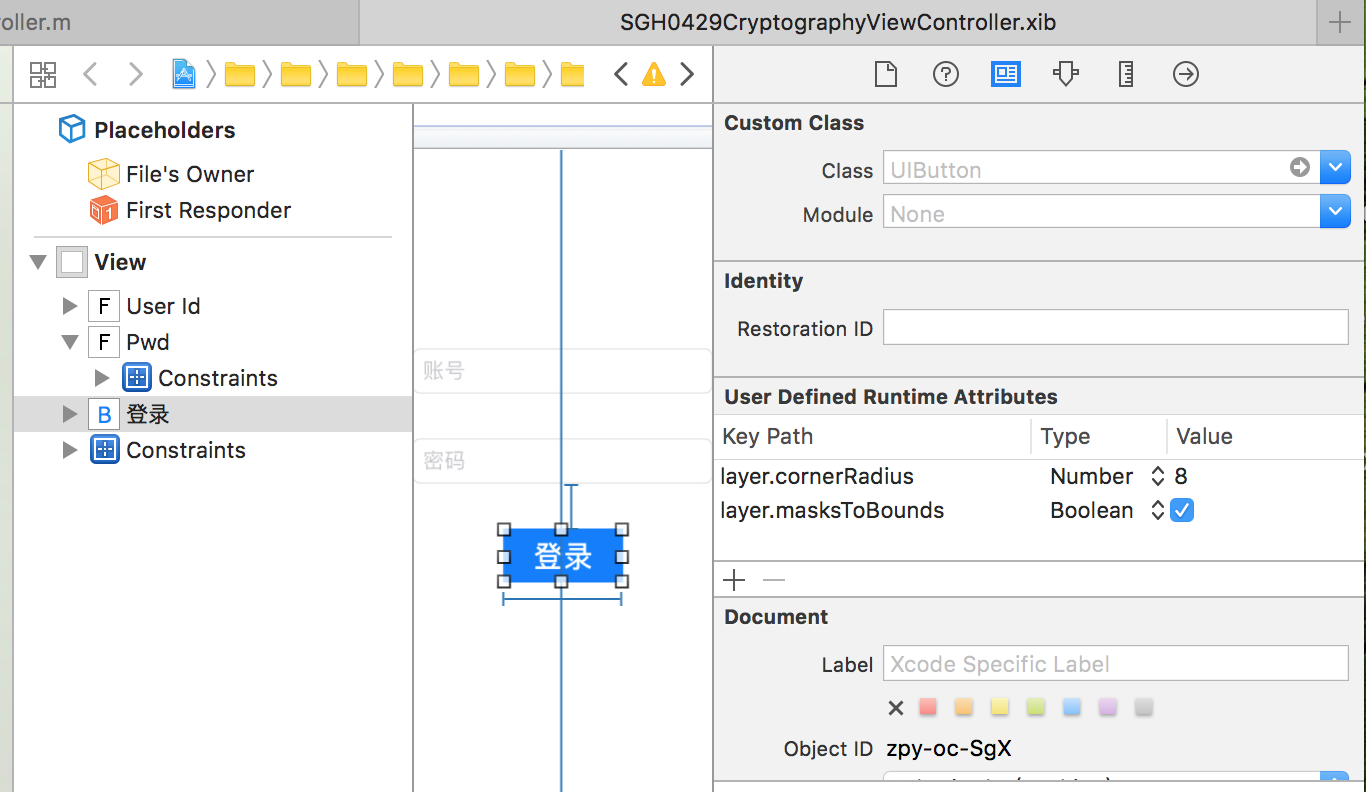 oller.m
SGH0429CryptographyViewController.xib
Placeholders
File's Owner
First Responder
View
F User Id
F Pwd
Constraints
B 登录
Constraints
账号
密码
登录
Custom Class
Class UIButton
Module None
Identity
Restoration ID
User Defined Runtime Attributes
Key Path Type Value
layer.cornerRadius Number 8
layer.masksToBounds Boolean
Document
Label Xcode Specific Label
Object ID zpy-oc-SgX